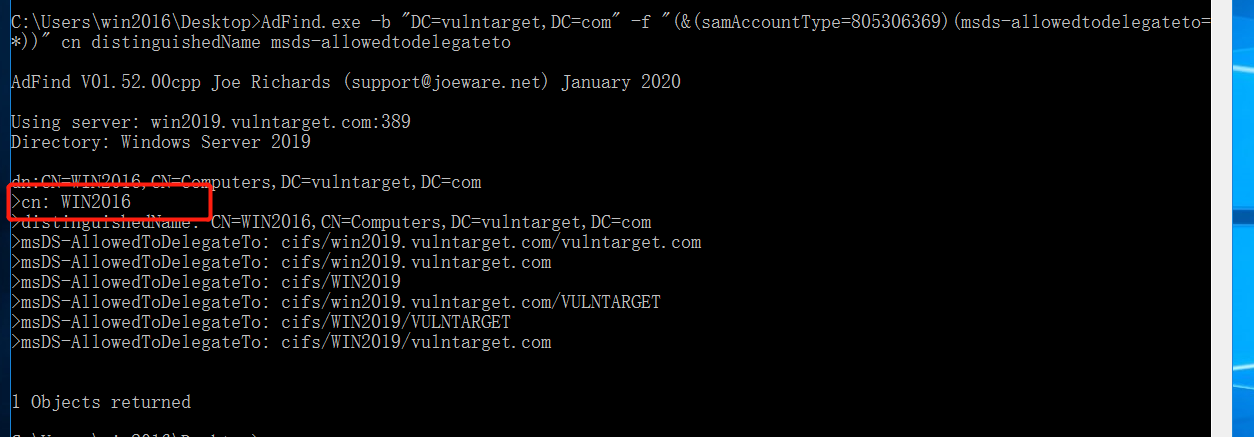 C:\Users\win2016\Desktop>AdFind.exe -b "DC=vulntarget,DC=com" -f "(&(samAccountType=805306369)(msds-allowedtodelegateto=
*))" cn distinguishedName msds-allowedtodelegateto
AdFind V01.52.00cpp Joe Richards (support@joeware.net) January 2020
Using server: win2019.vulntarget.com:389
Directory: Windows Server 2019
dn:CN=WIN2016,CN=Computers,DC=vulntarget,DC=com
>cn: WIN2016
>distinguishedName: CN=WIN2016,CN=Computers,DC=vulntarget,DC=com
>msDS-AllowedToDelegateTo: cifs/win2019.vulntarget.com/vulntarget.com
>msDS-AllowedToDelegateTo: cifs/win2019.vulntarget.com
>msDS-AllowedToDelegateTo: cifs/WIN2019
>msDS-AllowedToDelegateTo: cifs/win2019.vulntarget.com/VULNTARGET
>msDS-AllowedToDelegateTo: cifs/WIN2019/VULNTARGET
>msDS-AllowedToDelegateTo: cifs/WIN2019/vulntarget.com
1 Objects returned